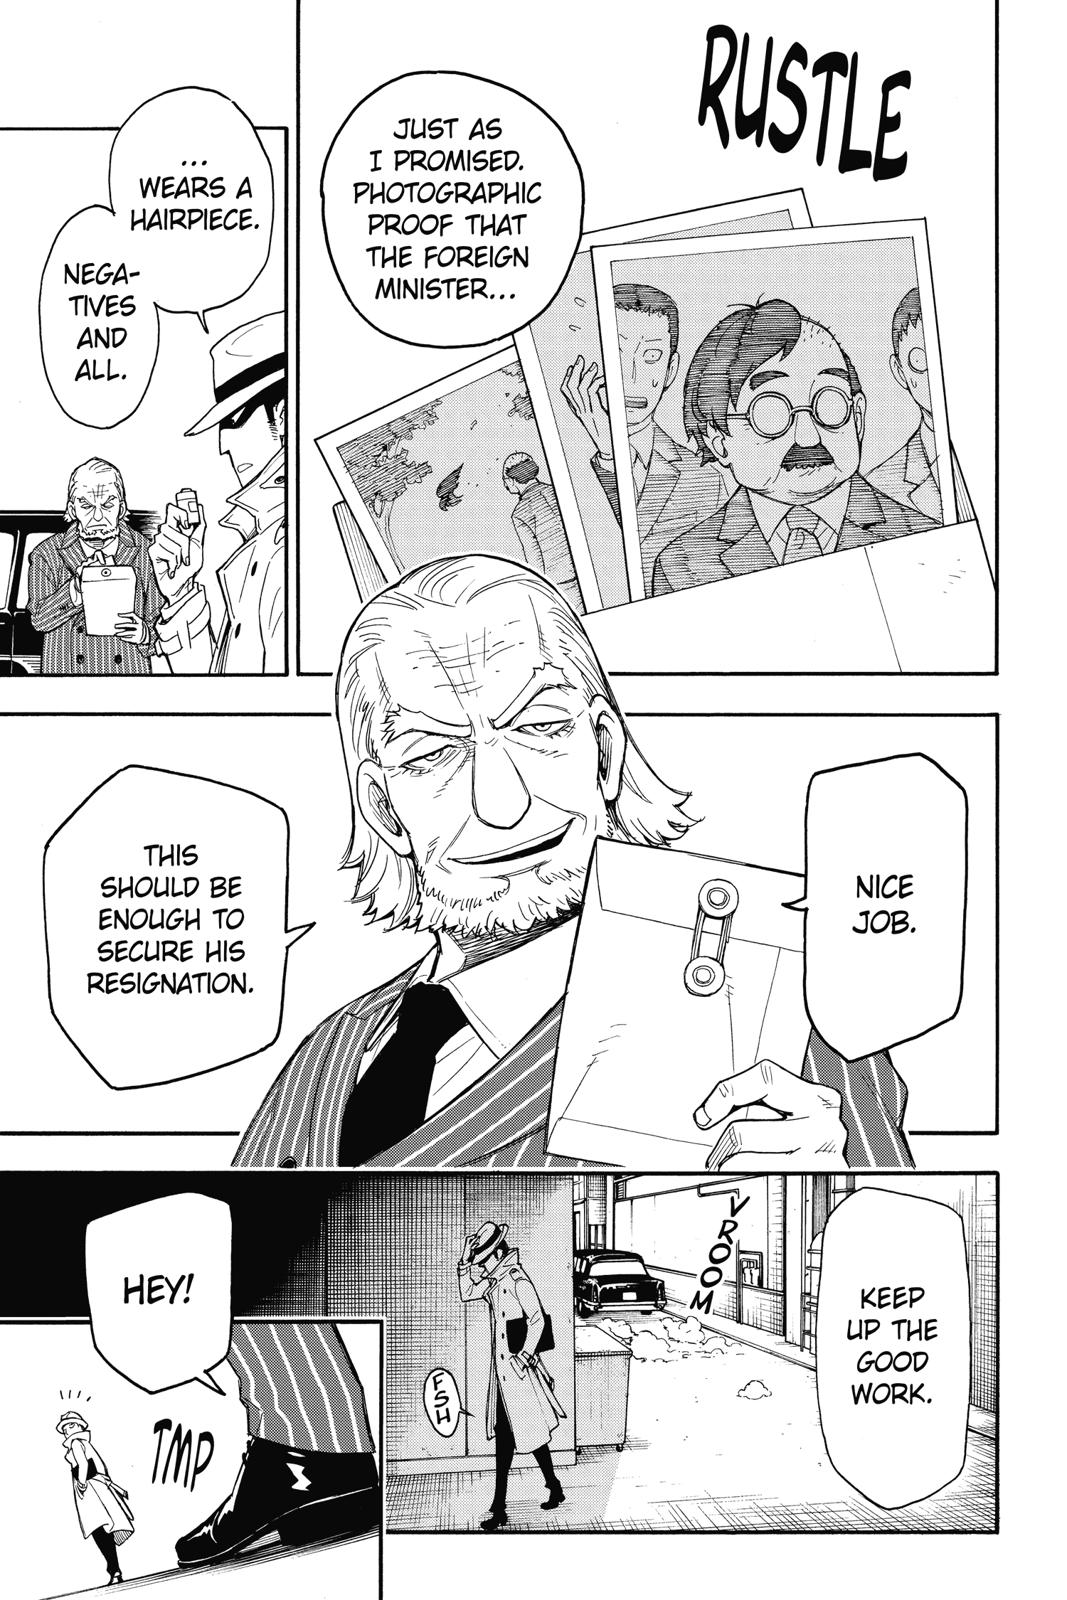 RUSTLE
JUST AS
I PROMISED.
PHOTOGRAPHIC
PROOF THAT
THE FOREIGN
MINISTER...
...
WEARS A
HAIRPIECE.
NEGA-
TIVES
AND
ALL.
NICE
JOB.
THIS
SHOULD BE
ENOUGH TO
SECURE HIS
RESIGNATION.
KEEP
UP THE
GOOD
WORK.
VROOM
FSH
HEY!
TMP